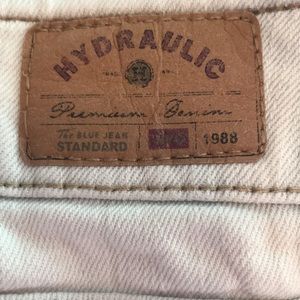 HYDRAULIC
Premium Denim
The BLUE JEAN
STANDARD
1988